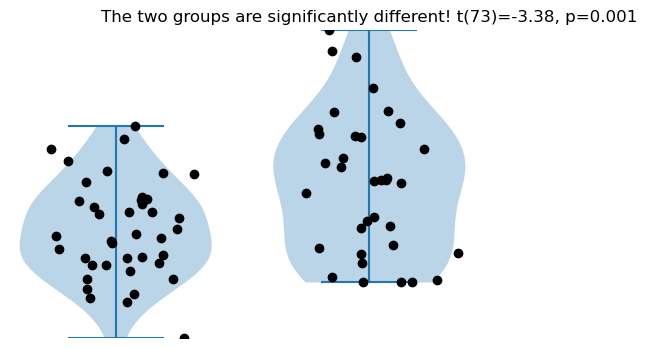 The two groups are significantly different! t(73)=-3.38, p=0.001